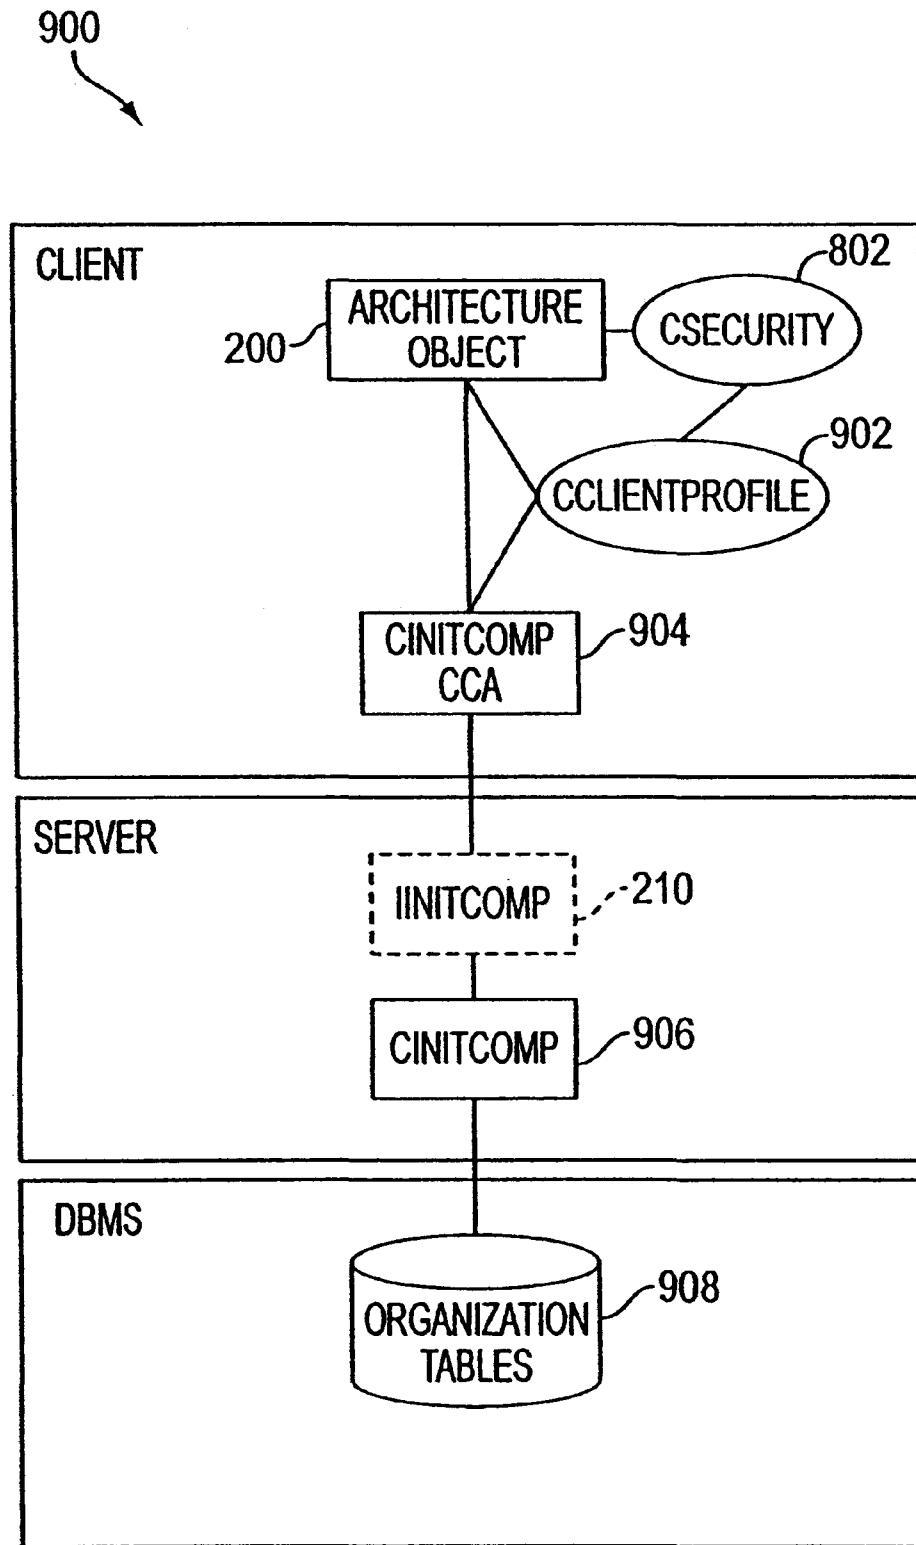 900
CLIENT
802
ARCHITECTURE
OBJECT
200
CSECURITY
902
CCLIENTPROFILE
CINITCOMP
CCA
904
SERVER
IINITCOMP
210
CINITCOMP
906
DBMS
908
ORGANIZATION
TABLES